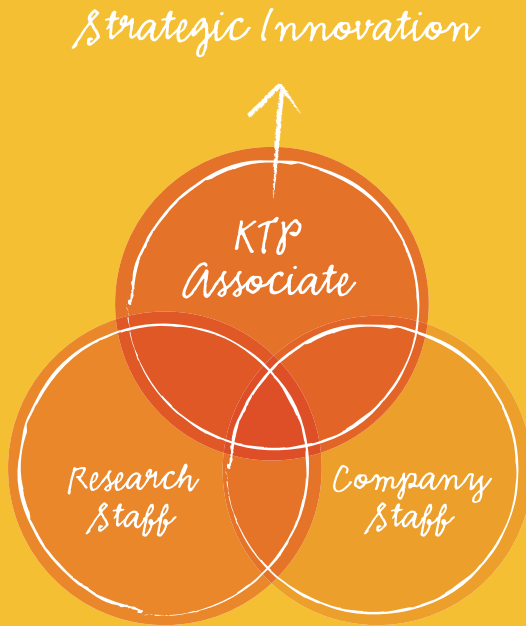 Strategic Innovation
KTP
Associate
Research
Staff
Company
Staff